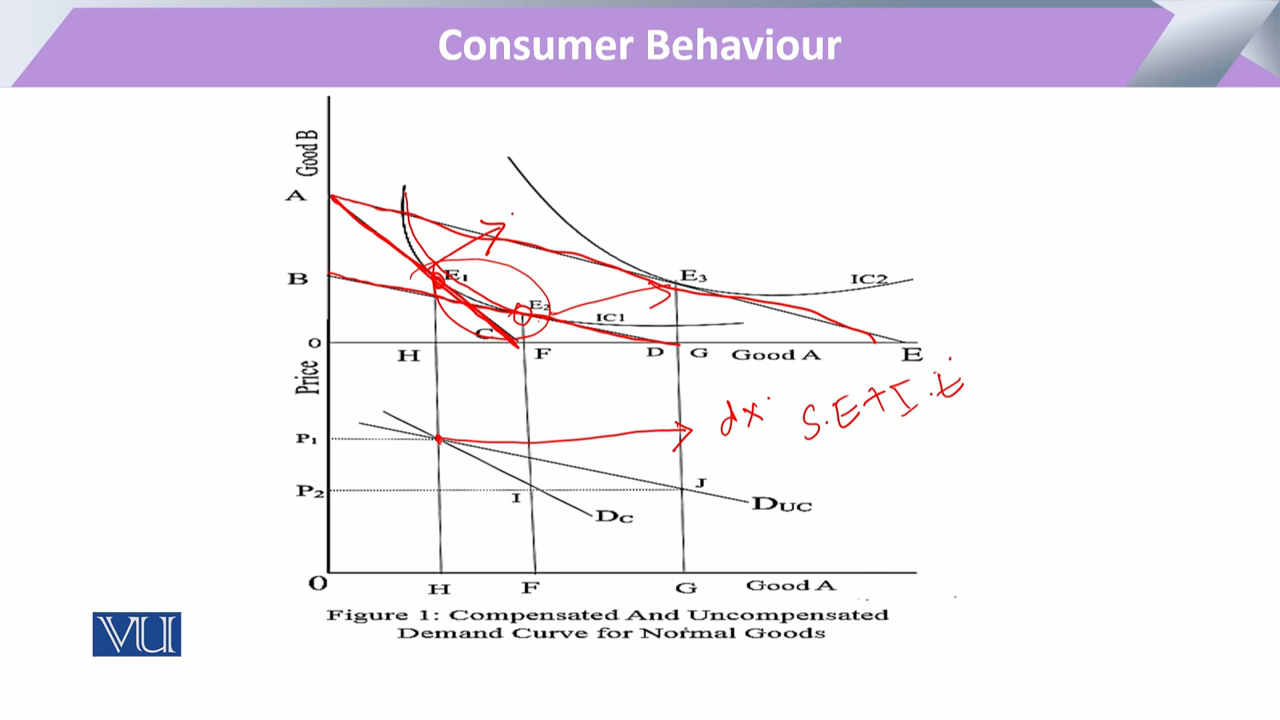 Consumer Behaviour
Good B
A
B
E1
E2
E3
IC2
IC1
C
O
H
F
D
G
Good A
E
Price
P1
P2
dx
S.E+I.E
I
J
DC
DUC
O
H
F
G
Good A
Figure 1: Compensated And Uncompensated
Demand Curve for Normal Goods
VU